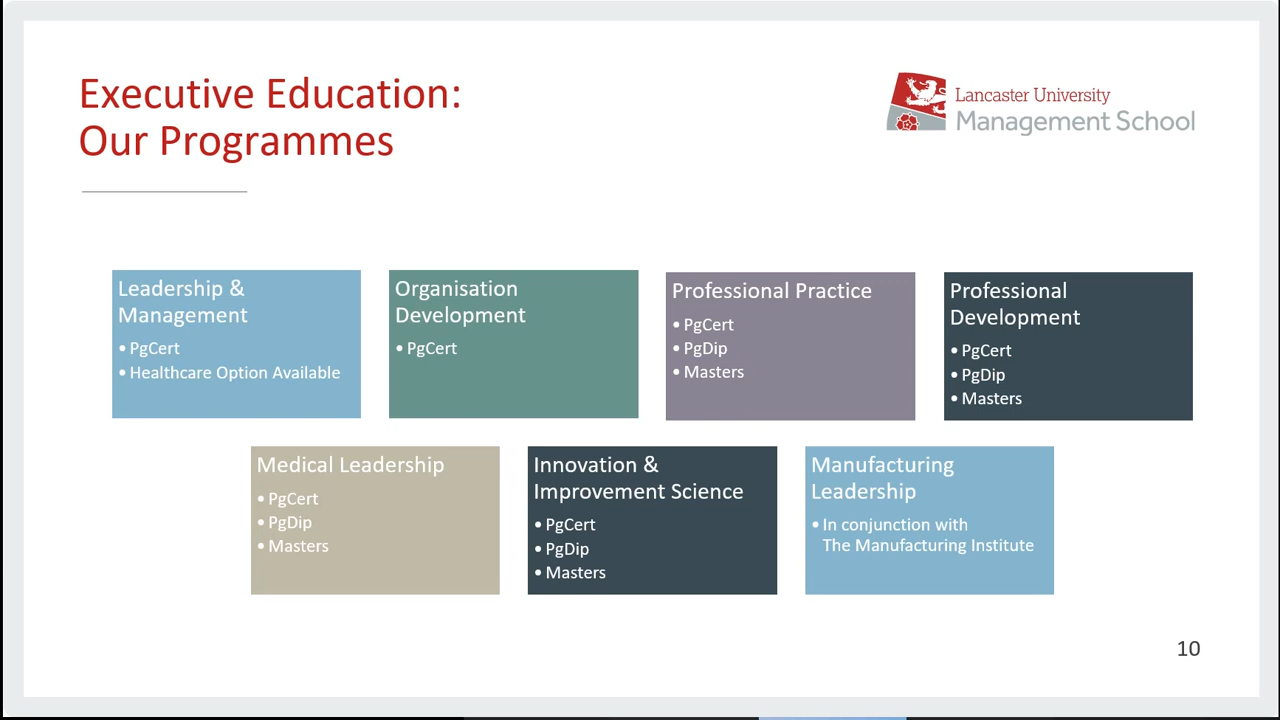 Executive Education:
Our Programmes
Lancaster University
Management School
Leadership &
Management
• PgCert
• Healthcare Option Available
Organisation
Development
• PgCert
Professional Practice
• PgCert
• PgDip
• Masters
Professional
Development
• PgCert
• PgDip
• Masters
Medical Leadership
• PgCert
• PgDip
• Masters
Innovation &
Improvement Science
• PgCert
• PgDip
• Masters
Manufacturing
Leadership
• In conjunction with
The Manufacturing Institute
10